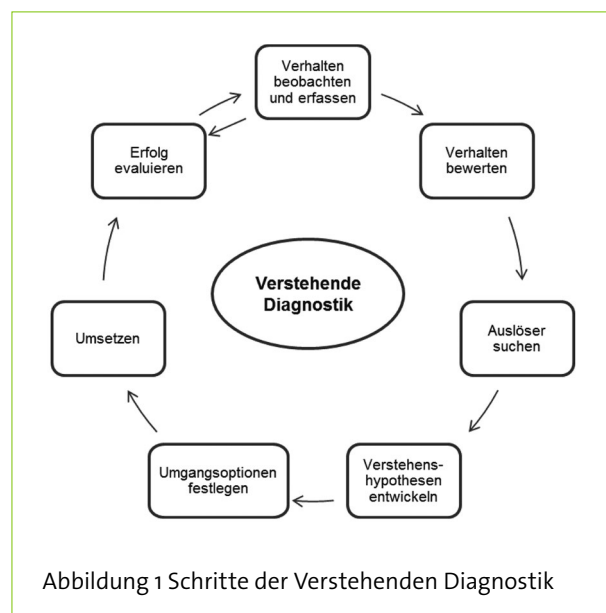 Verhalten
beobachten
und erfassen
Verhalten
bewerten
Auslöser
suchen
Verstehens-
hypothesen
entwickeln
Umgangsoptionen
festlegen
Umsetzen
Erfolg
evaluieren
Verstehende
Diagnostik
Abbildung 1 Schritte der Verstehenden Diagnostik